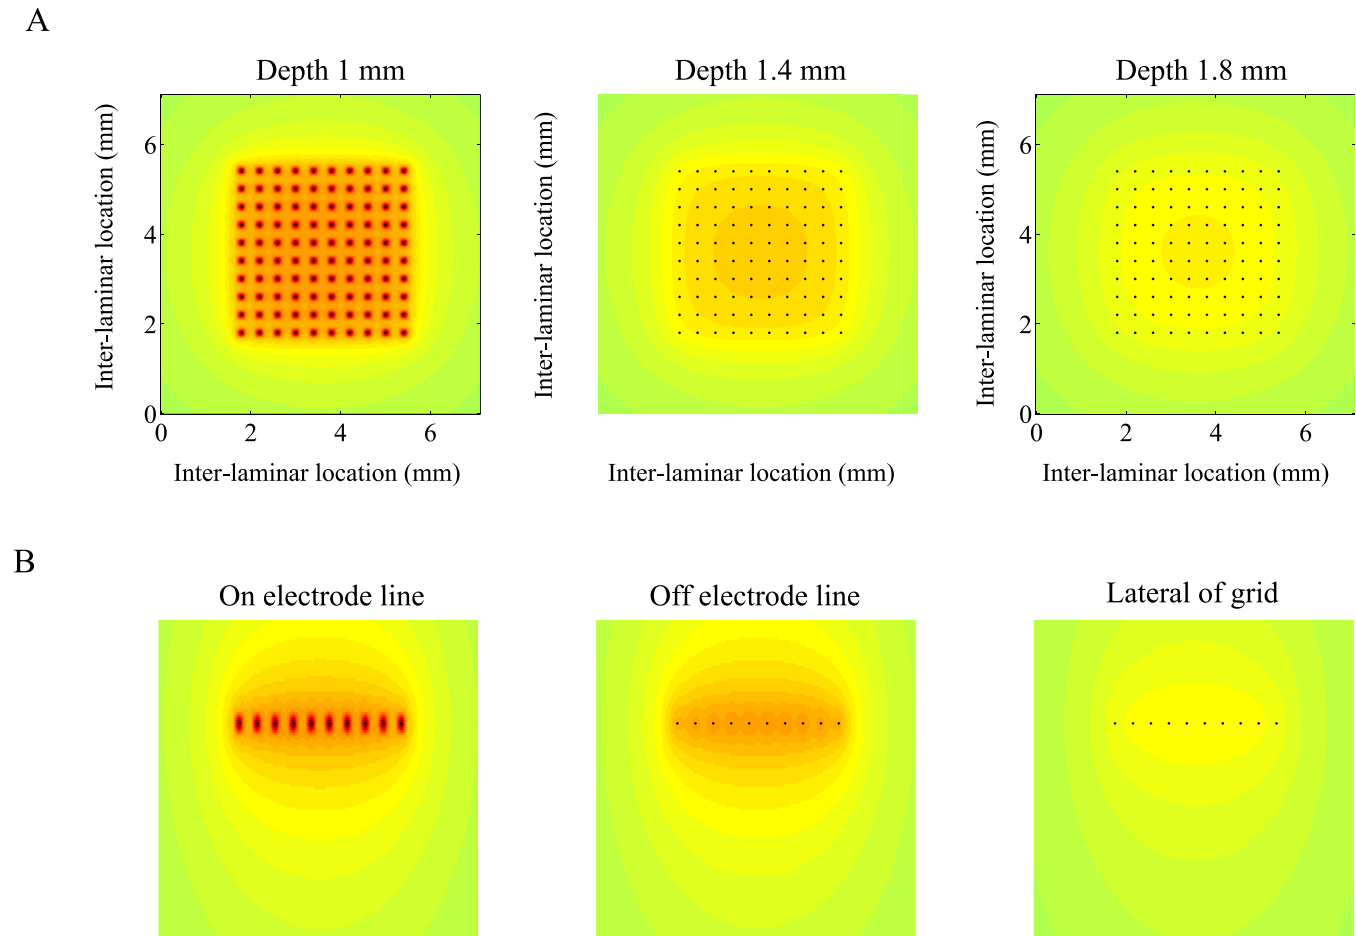 A
Depth 1 mm
Depth 1.4 mm
Depth 1.8 mm
Inter-laminar location (mm)
6
4
2
0
0 2 4 6
Inter-laminar location (mm)
Inter-laminar location (mm)
Inter-laminar location (mm)
Inter-laminar location (mm)
6
4
2
0
0 2 4 6
Inter-laminar location (mm)
B
On electrode line
Off electrode line
Lateral of grid